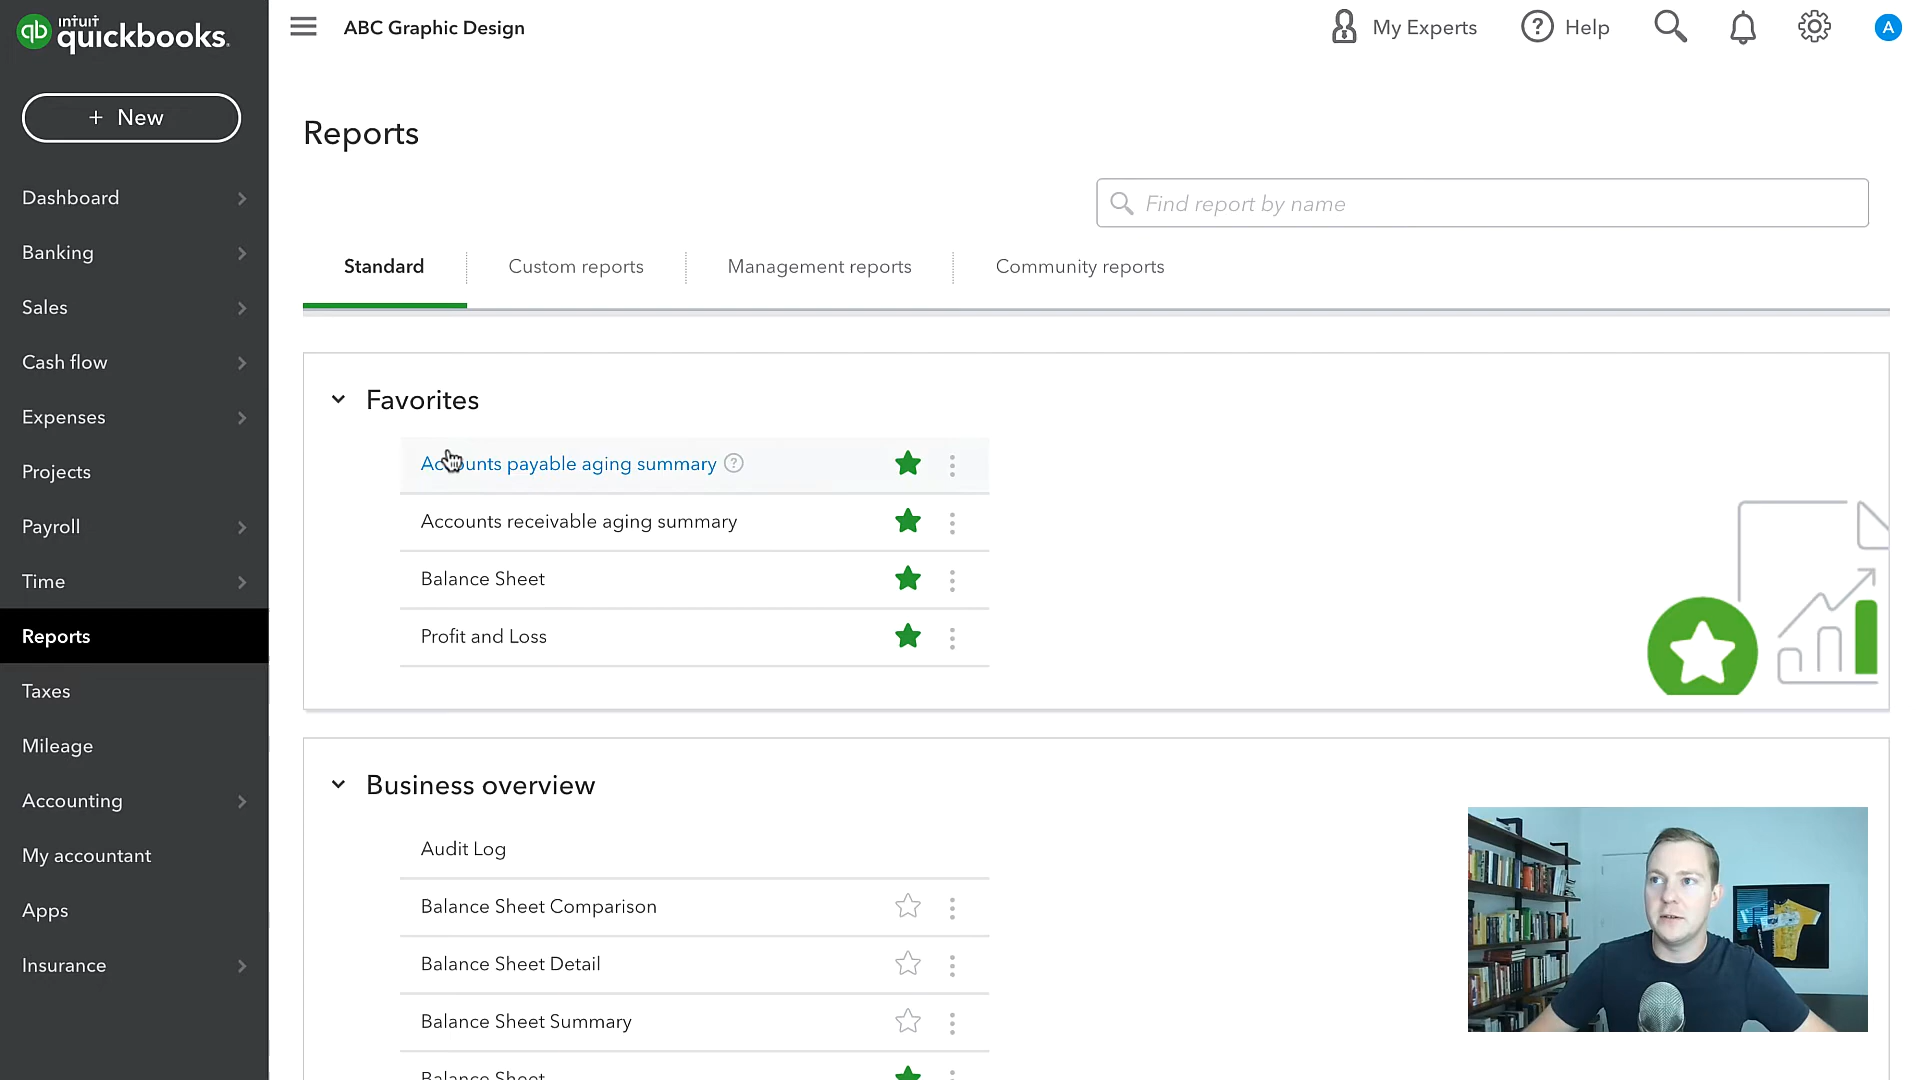 intuit
quickbooks.
ABC Graphic Design
My Experts
Help
A
+ New
Dashboard
Banking
Sales
Cash flow
Expenses
Projects
Payroll
Time
Reports
Taxes
Mileage
Accounting
My accountant
Apps
Insurance
Reports
Find report by name
Standard
Custom reports
Management reports
Community reports
Favorites
Accounts payable aging summary
Accounts receivable aging summary
Balance Sheet
Profit and Loss
Business overview
Audit Log
Balance Sheet Comparison
Balance Sheet Detail
Balance Sheet Summary
Balance Sheet